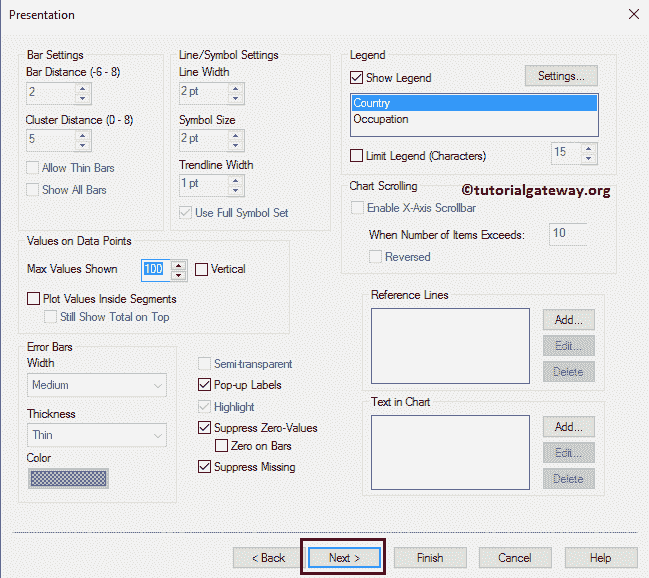 Presentation
Bar Settings
Bar Distance (-6 - 8)
2
Cluster Distance (0 - 8)
5
Allow Thin Bars
Show All Bars
Line/Symbol Settings
Line Width
2 pt
Symbol Size
2 pt
Trendline Width
1 pt
Use Full Symbol Set
Legend
Show Legend
Settings...
Country
Occupation
Limit Legend (Characters)
15
©tutorialgateway.org
Chart Scrolling
Enable X-Axis Scrollbar
When Number of Items Exceeds:
10
Reversed
Values on Data Points
Max Values Shown
100
Vertical
Plot Values Inside Segments
Still Show Total on Top
Error Bars
Width
Medium
Thickness
Thin
Color
Semi-transparent
Pop-up Labels
Highlight
Suppress Zero-Values
Zero on Bars
Suppress Missing
Reference Lines
Add...
Edit...
Delete
Text in Chart
Add...
Edit...
Delete
< Back
Next >
Finish
Cancel
Help